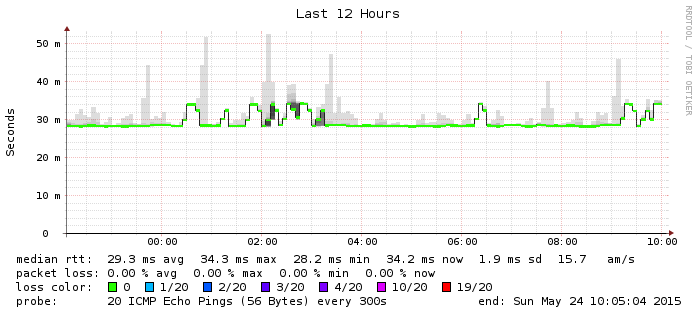 Last 12 Hours
RRDTOOL / TOBI OETIKER
Seconds
50 m
40 m
30 m
20 m
10 m
0
00:00 02:00 04:00 06:00 08:00 10:00
median rtt: 29.3 ms avg 34.3 ms max 28.2 ms min 34.2 ms now 1.9 ms sd 15.7 am/s
packet loss: 0.00 % avg 0.00 % max 0.00 % min 0.00 % now
loss color: 0 1/20 2/20 3/20 4/20 10/20 19/20
probe: 20 ICMP Echo Pings (56 Bytes) every 300s end: Sun May 24 10:05:04 2015